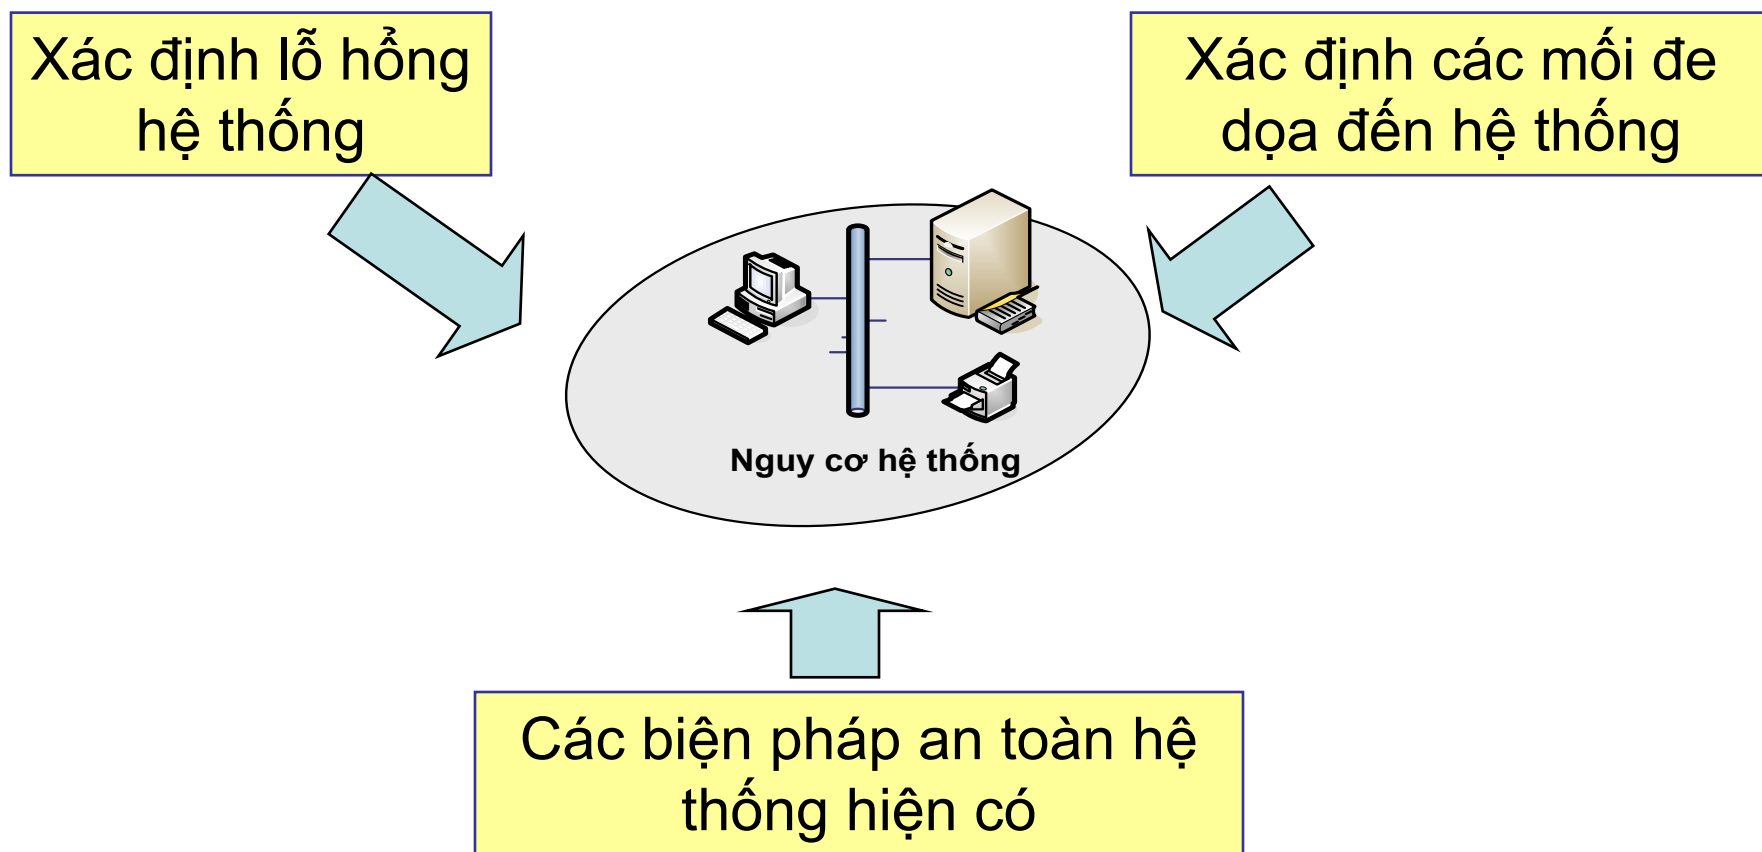 Xác định lỗ hổng
hệ thống
Xác định các mối đe
dọa đến hệ thống
Nguy cơ hệ thống
Các biện pháp an toàn hệ
thống hiện có